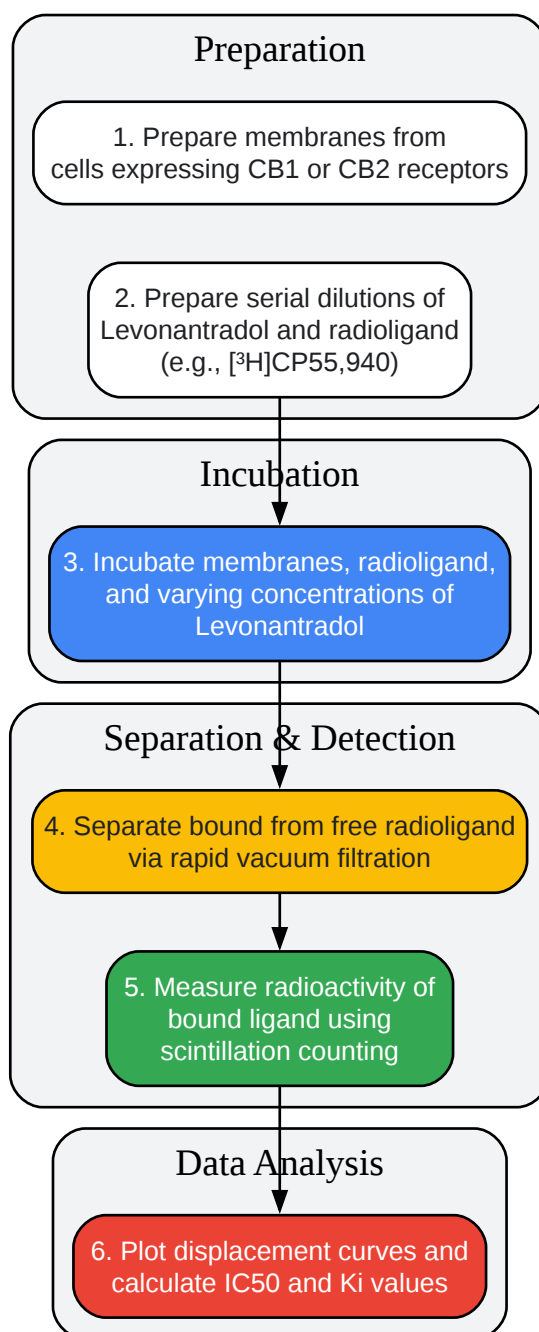 Preparation
1. Prepare membranes from
cells expressing CB1 or CB2 receptors
2. Prepare serial dilutions of
Levonantradol and radioligand
(e.g., [³H]CP55,940)
Incubation
3. Incubate membranes, radioligand,
and varying concentrations of
Levonantradol
Separation & Detection
4. Separate bound from free radioligand
via rapid vacuum filtration
5. Measure radioactivity of
bound ligand using
scintillation counting
Data Analysis
6. Plot displacement curves and
calculate IC50 and Ki values